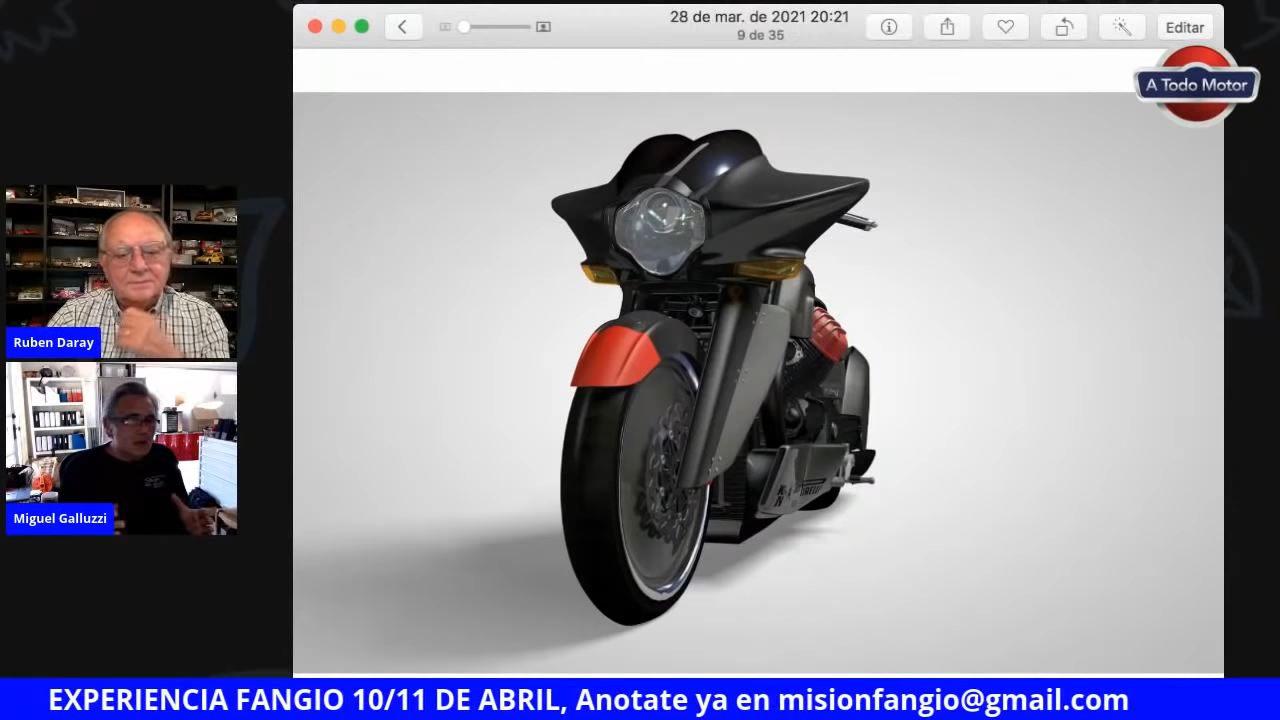 28 de mar. de 2021 20:21
9 de 35
Editar
A Todo Motor
Ruben Daray
Miguel Galluzzi
EXPERIENCIA FANGIO 10/11 DE ABRIL, Anotate ya en misionfangio@gmail.com